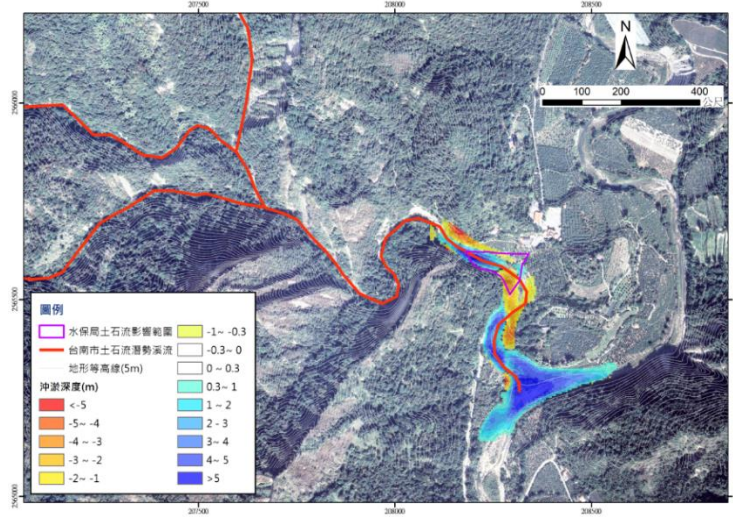 207500
208000
208500
N
0
100
200
400
公尺
2566000
2565500
2565000
圖例
水保局土石流影響範圍
台南市土石流潛勢溪流
地形等高線(5m)
沖淤深度(m)
<-5
-5~ -4
-4~ -3
-3~ -2
-2~ -1
-1~ -0.3
-0.3~ 0
0 ~ 0.3
0.3~ 1
1 ~ 2
2 - 3
3~ 4
4~ 5
>5
207500
208000
208500